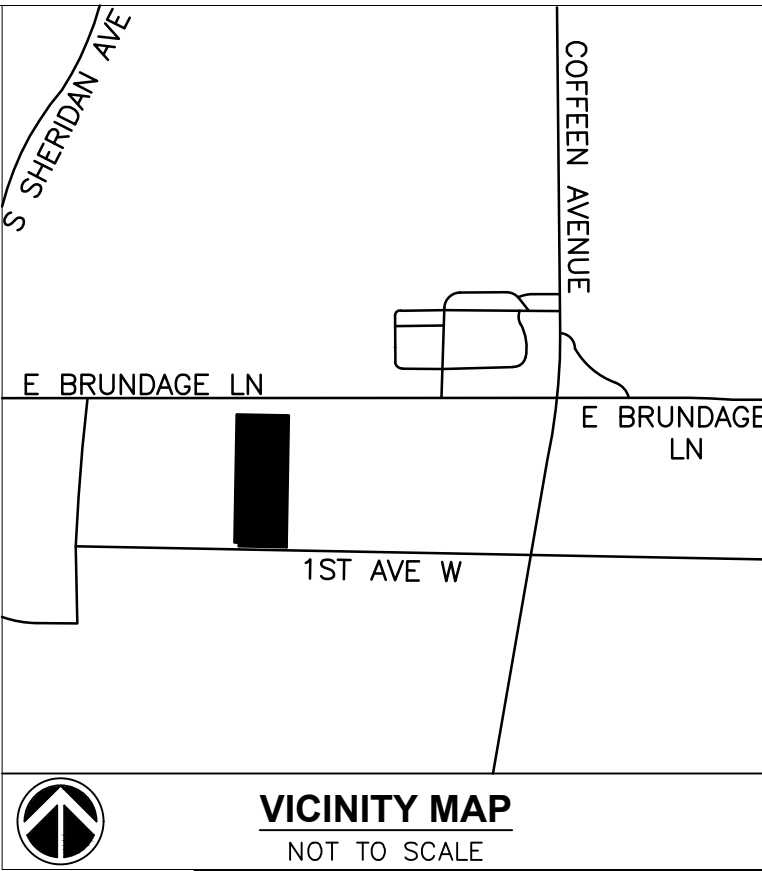 S SHERIDAN AVE
COFFEEN AVENUE
E BRUNDAGE LN
E BRUNDAGE
LN
1ST AVE W
VICINITY MAP
NOT TO SCALE